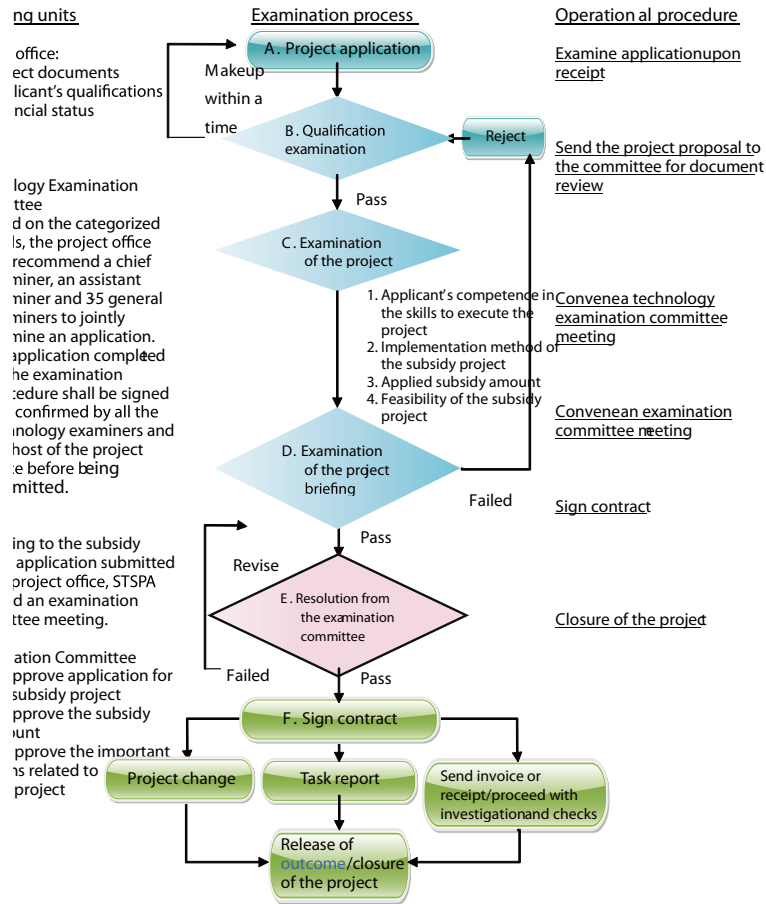 ng units
office:
ect documents
licant's qualifications
ncial status
logy Examination
ttee
d on the categorized
ls, the project office
recommend a chief
miner, an assistant
miner and 35 general
miners to jointly
mine an application.
application completed
he examination
cedure shall be signed
confirmed by all the
nology examiners and
host of the project
ce before being
mitted.
ing to the subsidy
application submitted
project office, STSPA
d an examination
ttee meeting.
ation Committee
pprove application for
subsidy project
pprove the subsidy
ount
pprove the important
ns related to
project
Examination process
A. Project application
Makeup
within a
time
B. Qualification
examination
Reject
Pass
C. Examination
of the project
1. Applicant's competence in
the skills to execute the
project
2. Implementation method of
the subsidy project
3. Applied subsidy amount
4. Feasibility of the subsidy
project
D. Examination
of the project
briefing
Failed
Pass
Revise
E. Resolution from
the examination
committee
Failed
Pass
F. Sign contract
Project change
Task report
Send invoice or
receipt/proceed with
investigationand checks
Release of
outcome/closure
of the project
Operational procedure
Examine applicationupon
receipt
Send the project proposal to
the committee for document
review
Convenea technology
examination committee
meeting
Convenean examination
committee meeting
Sign contract
Closure of the project